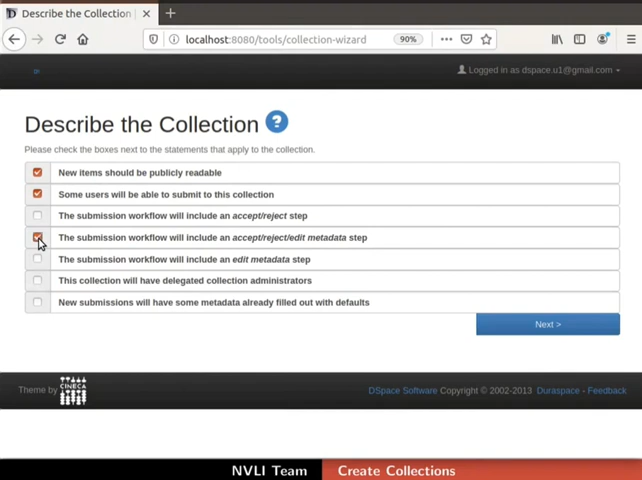 Describe the Collection
localhost:8080/tools/collection-wizard
90%
Logged in as dspace.u1@gmail.com
Describe the Collection ?
Please check the boxes next to the statements that apply to the collection.
New items should be publicly readable
Some users will be able to submit to this collection
The submission workflow will include an accept/reject step
The submission workflow will include an accept/reject/edit metadata step
The submission workflow will include an edit metadata step
This collection will have delegated collection administrators
New submissions will have some metadata already filled out with defaults
Next >
Theme by CINECA
DSpace Software Copyright © 2002-2013 Duraspace - Feedback
NVLI Team Create Collections